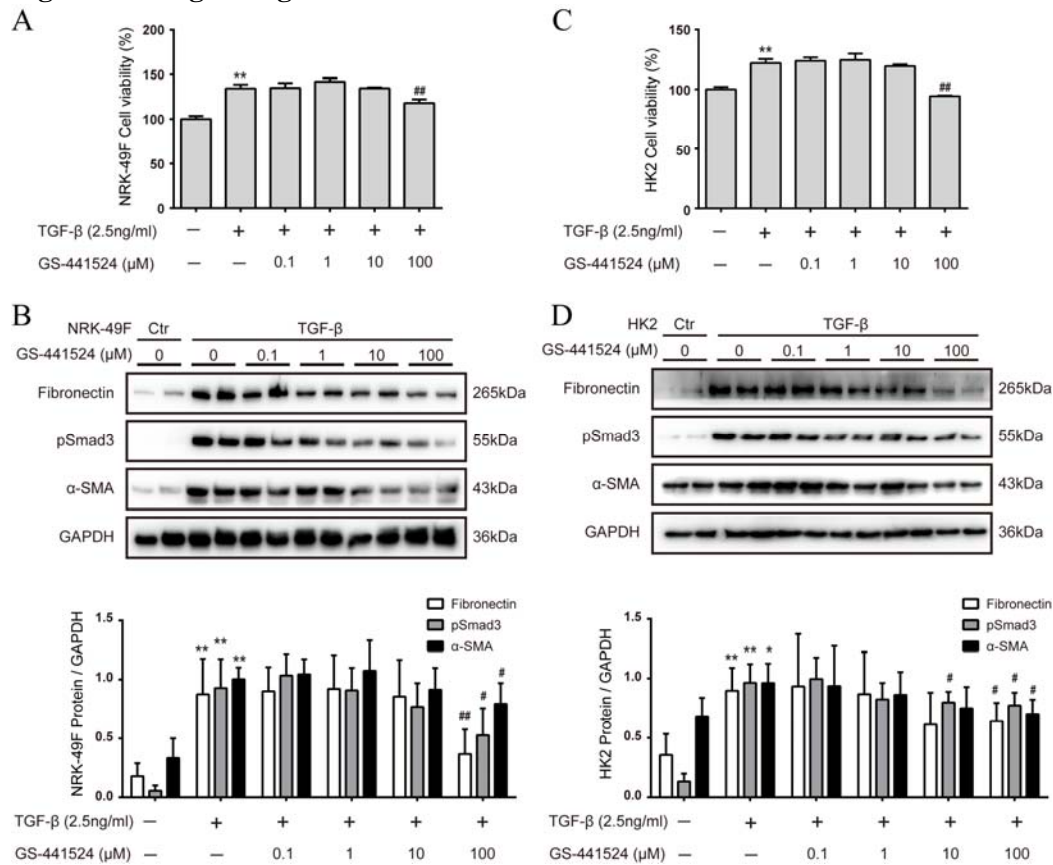 A
NRK-49F Cell viability (%)
200
150
100
50
0
**
##
TGF-β (2.5ng/ml) — + + + + +
GS-441524 (μM) — — 0.1 1 10 100
C
HK2 Cell viability (%)
150
100
50
0
**
##
TGF-β (2.5ng/ml) — + + + + +
GS-441524 (μM) — — 0.1 1 10 100
B
NRK-49F Ctr TGF-β
GS-441524 (μM) 0 0 0.1 1 10 100
Fibronectin 265kDa
pSmad3 55kDa
α-SMA 43kDa
GAPDH 36kDa
NRK-49F Protein / GAPDH
1.5
1.0
0.5
0.0
Fibronectin
pSmad3
α-SMA
** ** **
## # #
TGF-β (2.5ng/ml) — + + + + +
GS-441524 (μM) — — 0.1 1 10 100
D
HK2 Ctr TGF-β
GS-441524 (μM) 0 0 0.1 1 10 100
Fibronectin 265kDa
pSmad3 55kDa
α-SMA 43kDa
GAPDH 36kDa
HK2 Protein / GAPDH
1.5
1.0
0.5
0.0
Fibronectin
pSmad3
α-SMA
** ** *
#
# # #
TGF-β (2.5ng/ml) — + + + + +
GS-441524 (μM) — — 0.1 1 10 100